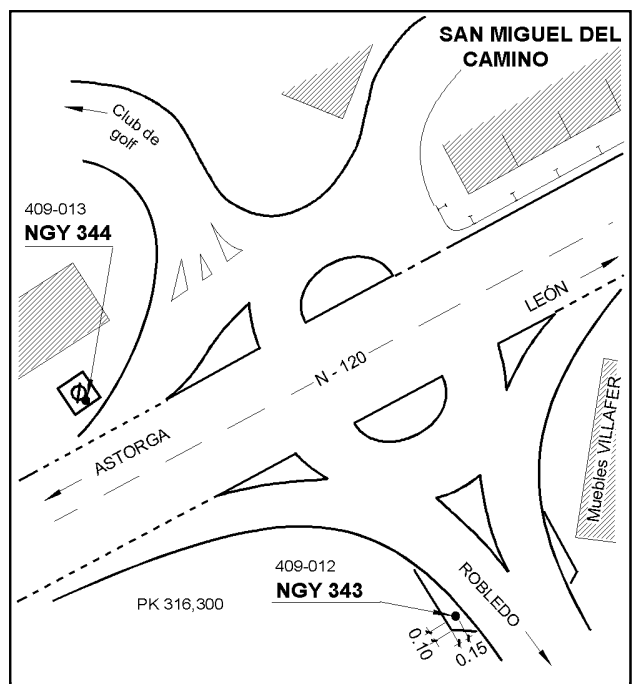 SAN MIGUEL DEL
CAMINO
Club de
golf
409-013
NGY 344
LEÓN
N - 120
ASTORGA
Muebles VILLAFER
409-012
NGY 343
PK 316,300
ROBLEDO
0.10
0.15